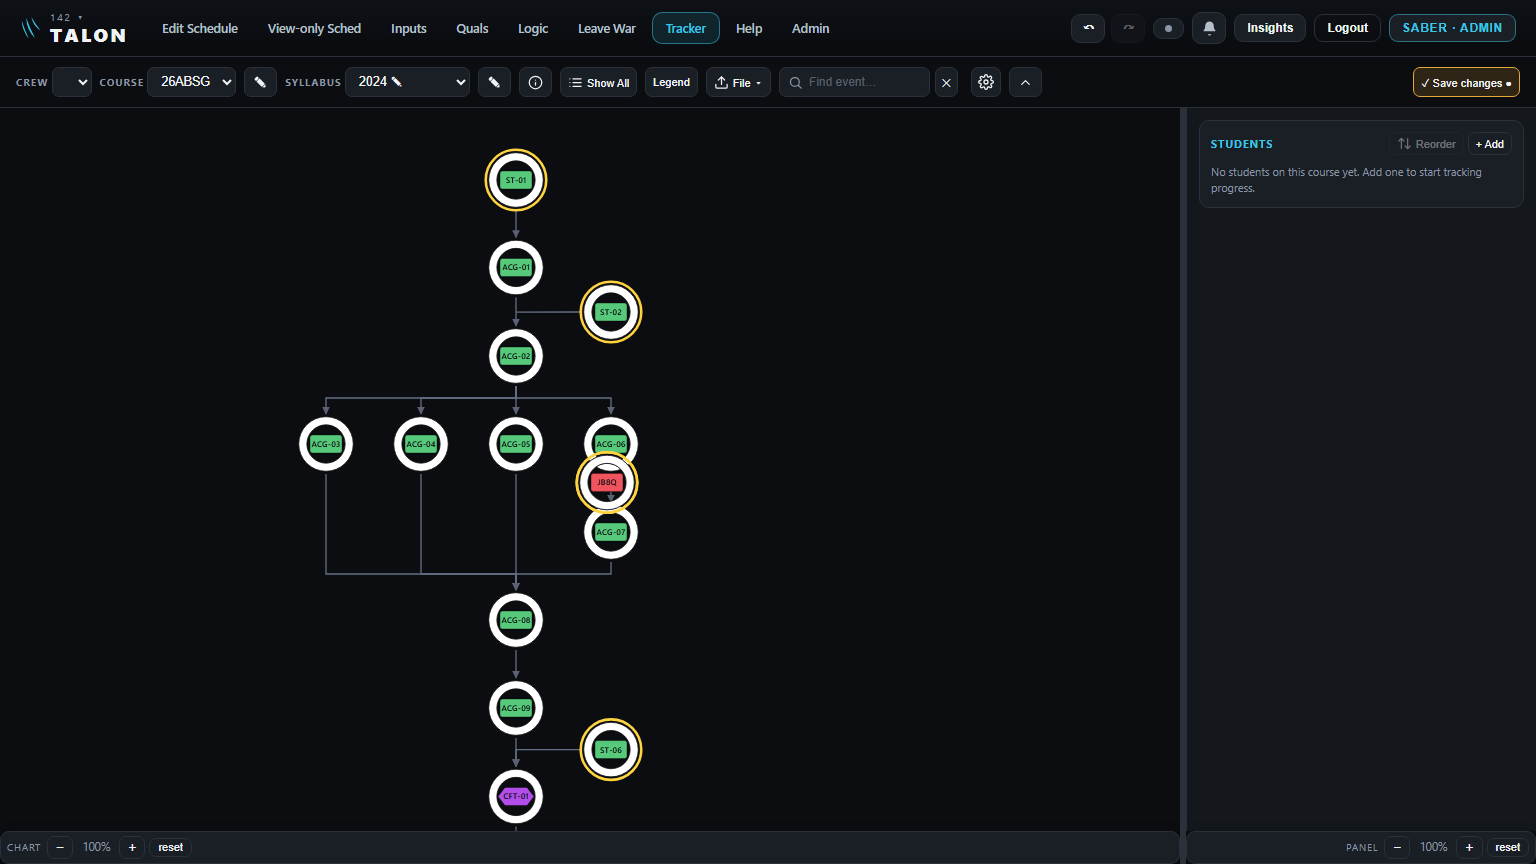 142
TALON
Edit Schedule
View-only Sched
Inputs
Quals
Logic
Leave War
Tracker
Help
Admin
Insights
Logout
SABER · ADMIN
CREW
COURSE
26ABSG
SYLLABUS
2024
Show All
Legend
File
Find event...
✓ Save changes
STUDENTS
Reorder
+ Add
No students on this course yet. Add one to start tracking
progress.
ST-01
ACG-01
ST-02
ACG-02
ACG-03
ACG-04
ACG-05
ACG-06
JBBQ
ACG-07
ACG-08
ACG-09
ST-06
CFT-01
CHART
−
100%
+
reset
PANEL
−
100%
+
reset